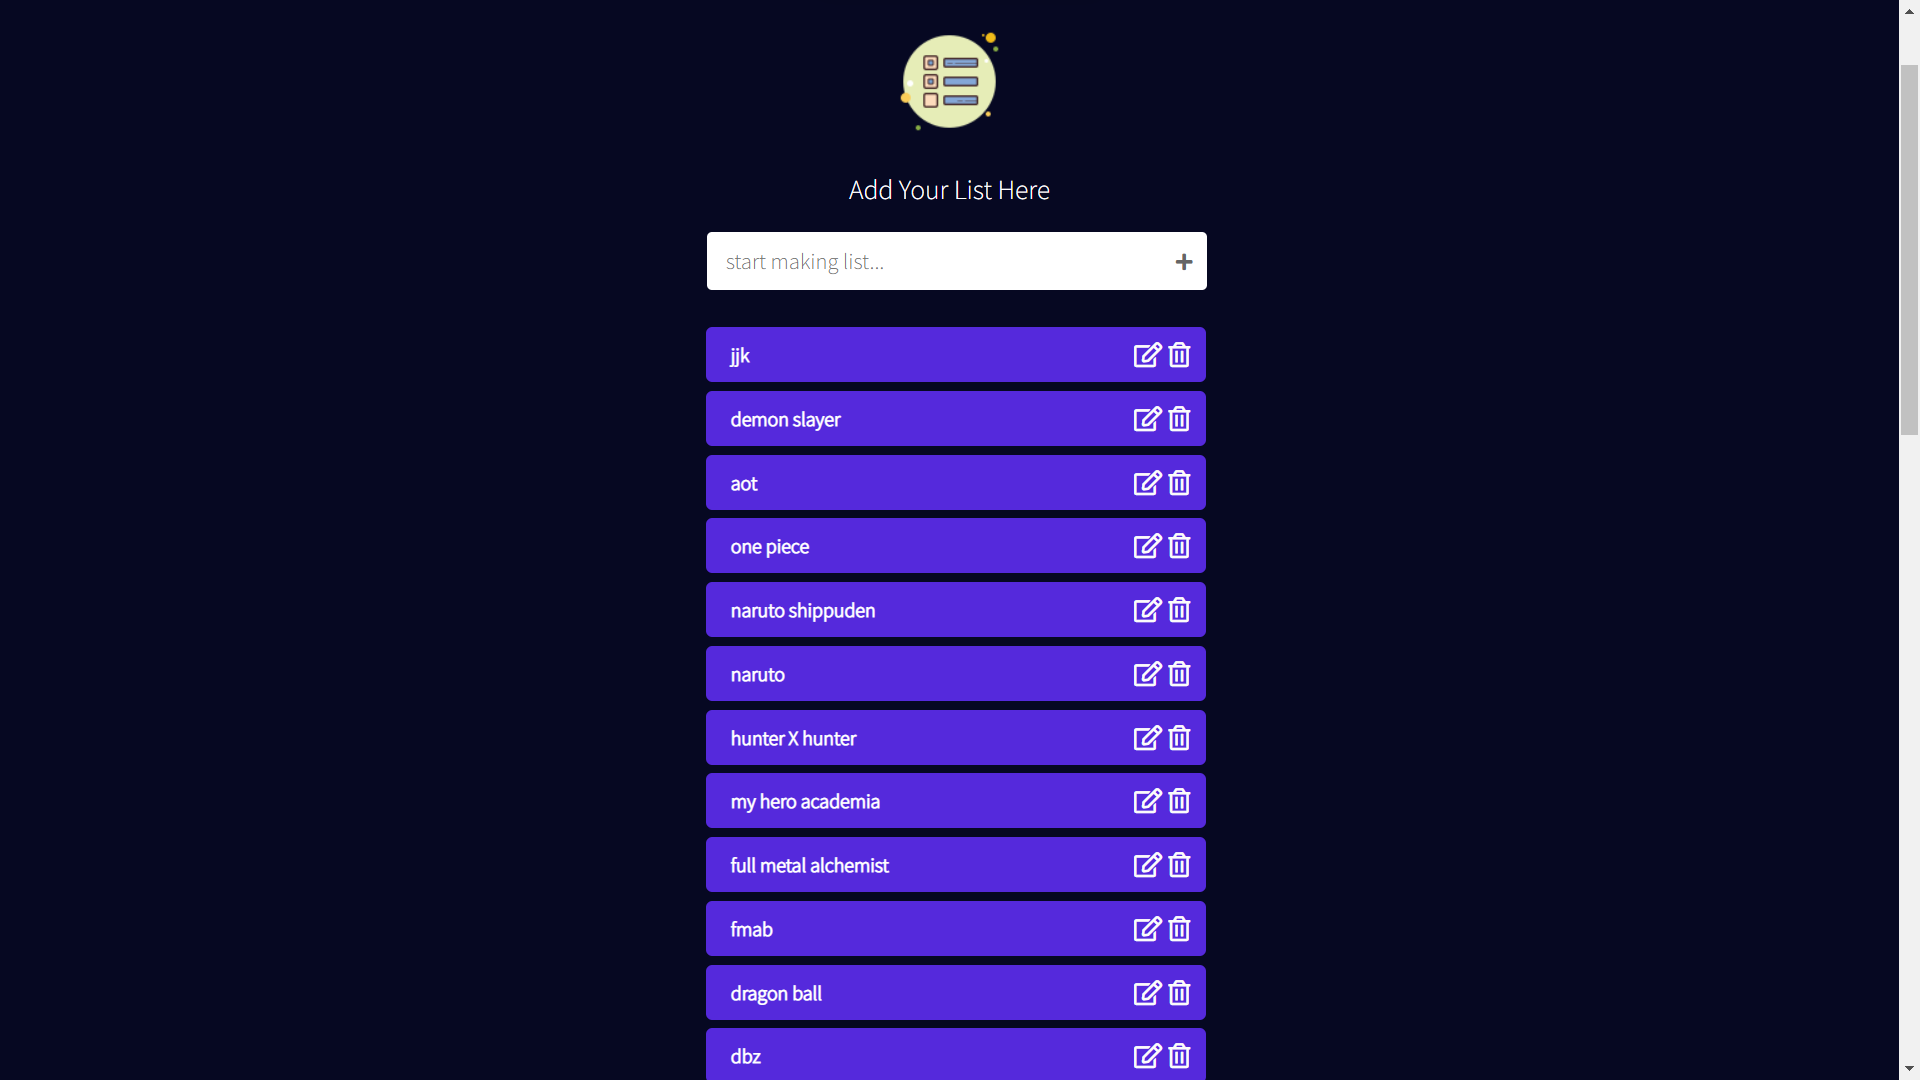 Add Your List Here
start making list...
jjk
demon slayer
aot
one piece
naruto shippuden
naruto
hunter X hunter
my hero academia
full metal alchemist
fmab
dragon ball
dbz